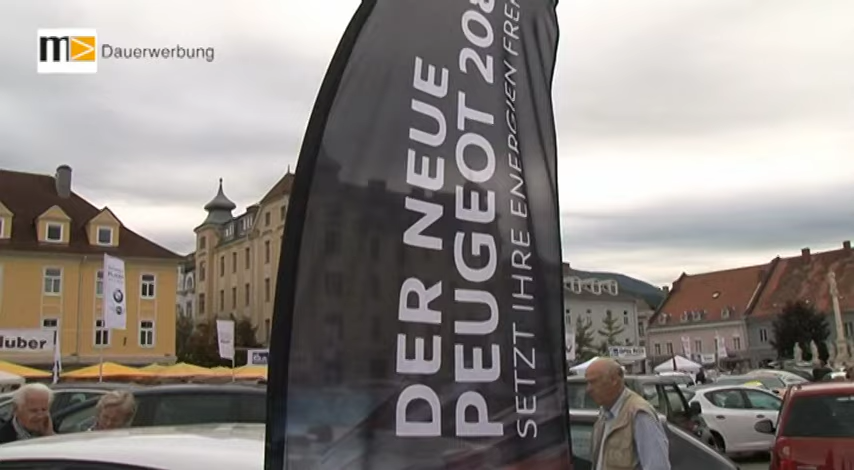 m Dauerwerbung
DER NEUE
PEUGEOT 208
SETZT IHRE ENERGIEN FREI
Huber